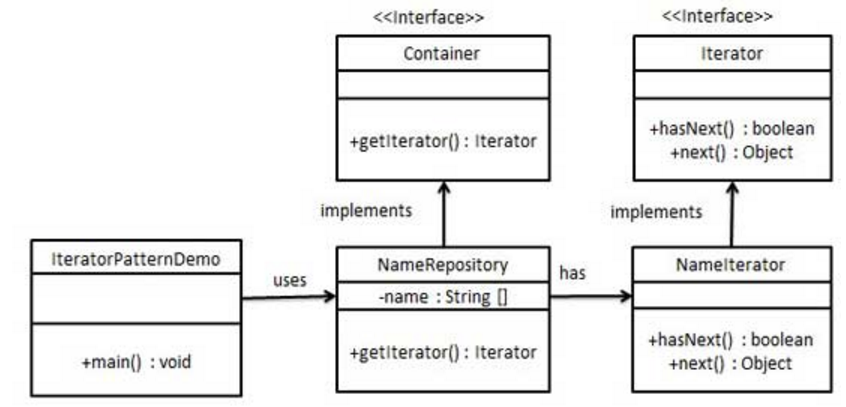 <<Interface>>
Container
+getIterator() : Iterator
<<Interface>>
Iterator
+hasNext() : boolean
+next() : Object
implements
implements
IteratorPatternDemo
+main() : void
uses
NameRepository
-name : String []
+getIterator() : Iterator
has
NameIterator
+hasNext() : boolean
+next() : Object